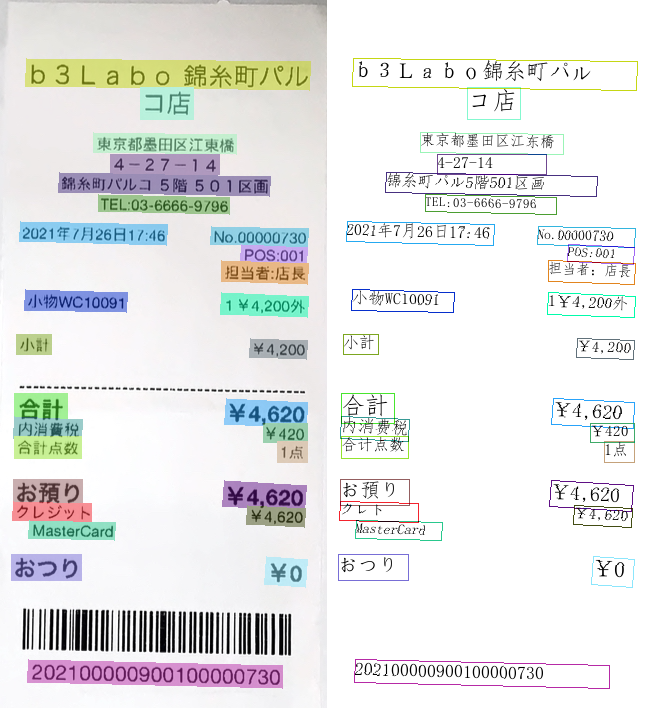 b3Labo 錦糸町パル
コ店
東京都墨田区江東橋
4-27-14
錦糸町パルコ 5階 501区画
TEL:03-6666-9796
2021年7月26日17:46 No.00000730
POS:001
担当者:店長
小物WC10091 1¥4,200外
小計 ¥4,200
合計 ¥4,620
内消費税 ¥420
合計点数 1点
お預り ¥4,620
クレジット ¥4,620
MasterCard
おつり ¥0
2021000009001000007​30
b3Labo錦糸町パル
コ店
東京都墨田区江东橋
4-27-14
錦糸町パル5階501区画
TEL:03-6666-9796
2021年7月26日17:46 No.00000730
POS:001
担当者:店長
小物WC10091 1¥4,200外
小計 ¥4,200
合計 ¥4,620
内消费税 ¥420
合计点数 1点
お預り ¥4,620
クレト ¥4,620
MasterCard
おつり ¥0
202100000900100000730